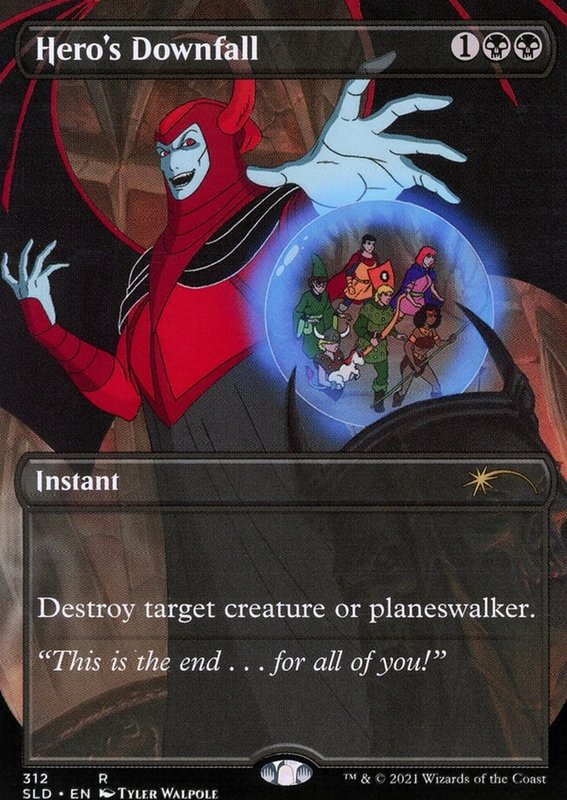 Hero's Downfall 1
Instant
Destroy target creature or planeswalker.
“This is the end . . . for all of you!”
312 R
SLD • EN Tyler Walpole
™ & © 2021 Wizards of the Coast